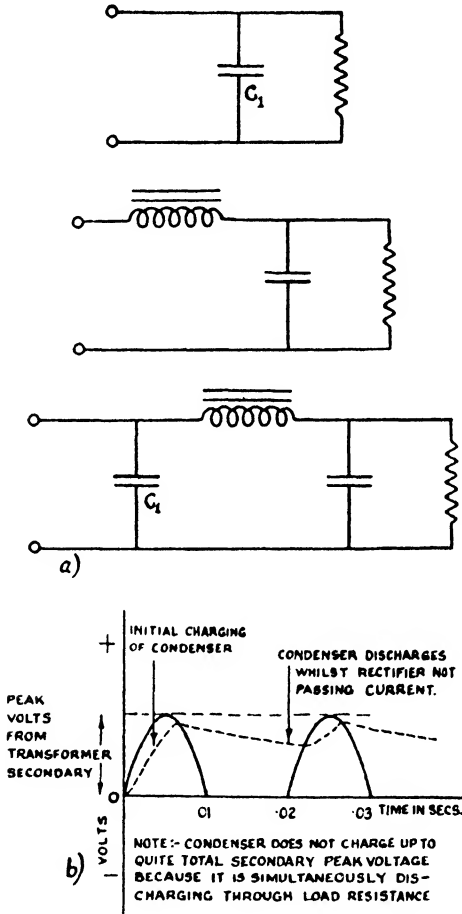 C1
C1
a)
+
INITIAL CHARGING
OF CONDENSER
CONDENSER DISCHARGES
WHILST RECTIFIER NOT
PASSING CURRENT.
PEAK
VOLTS
FROM
TRANSFORMER
SECONDARY
0
.01
.02
.03
TIME IN SECS.
VOLTS
–
b)
NOTE:- CONDENSER DOES NOT CHARGE UP TO
QUITE TOTAL SECONDARY PEAK VOLTAGE
BECAUSE IT IS SIMULTANEOUSLY DIS-
CHARGING THROUGH LOAD RESISTANCE